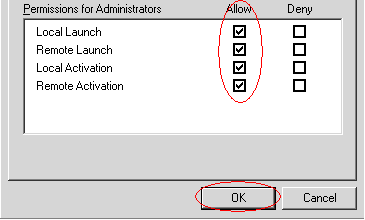 Permissions for Administrators Allow Deny
Local Launch
Remote Launch
Local Activation
Remote Activation
OK Cancel